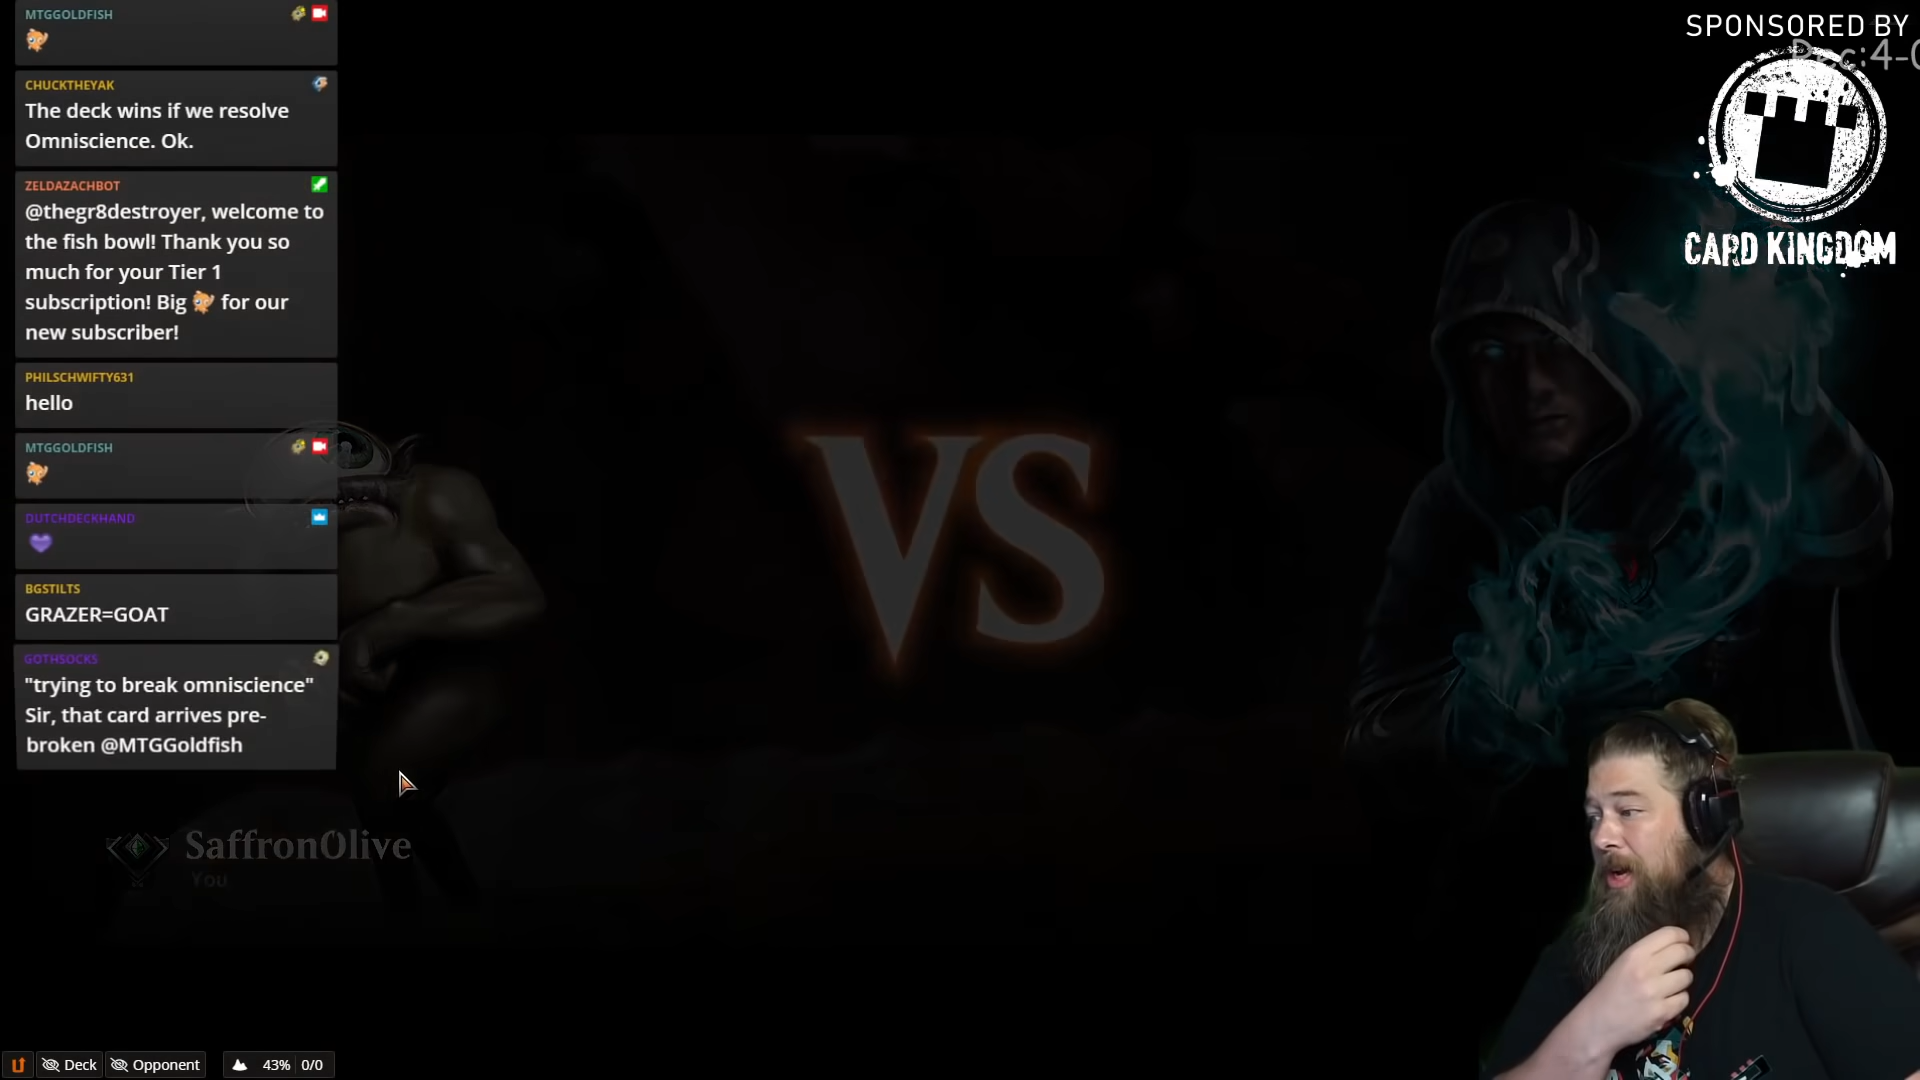 MTGGOLDFISH
CHUCKTHEYAK
The deck wins if we resolve
Omniscience. Ok.
ZELDAZACHBOT
@thegr8destroyer, welcome to
the fish bowl! Thank you so
much for your Tier 1
subscription! Big for our
new subscriber!
PHILSCHWIFTY631
hello
MTGGOLDFISH
DUTCHDECKHAND
BGSTILTS
GRAZER=GOAT
GOTHSOCKS
"trying to break omniscience"
Sir, that card arrives pre-
broken @MTGGoldfish
VS
SaffronOlive
You
SPONSORED BY
CARD KINGDOM
Deck
Opponent
43%
0/0